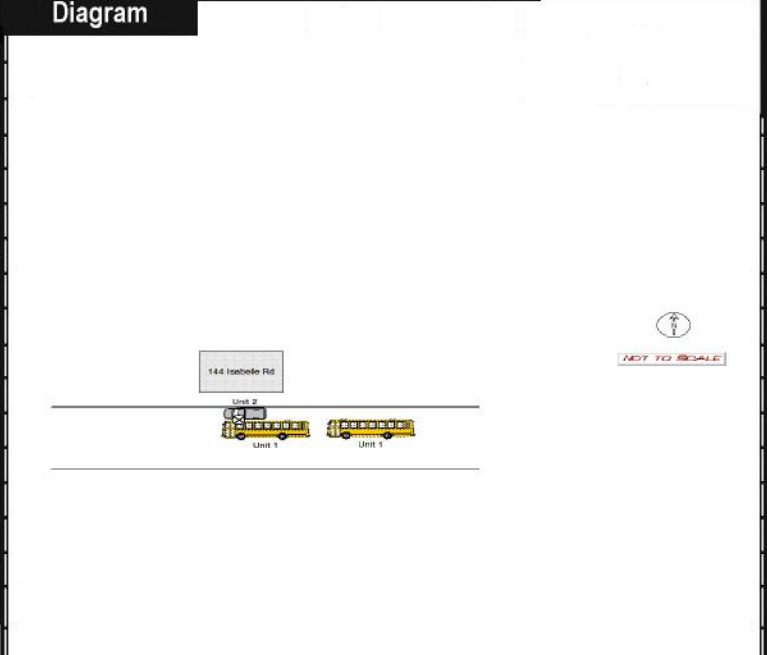 Diagram
N
NOT TO SCALE
144 Isabelle Rd
Unit 2
Unit 1
Unit 1